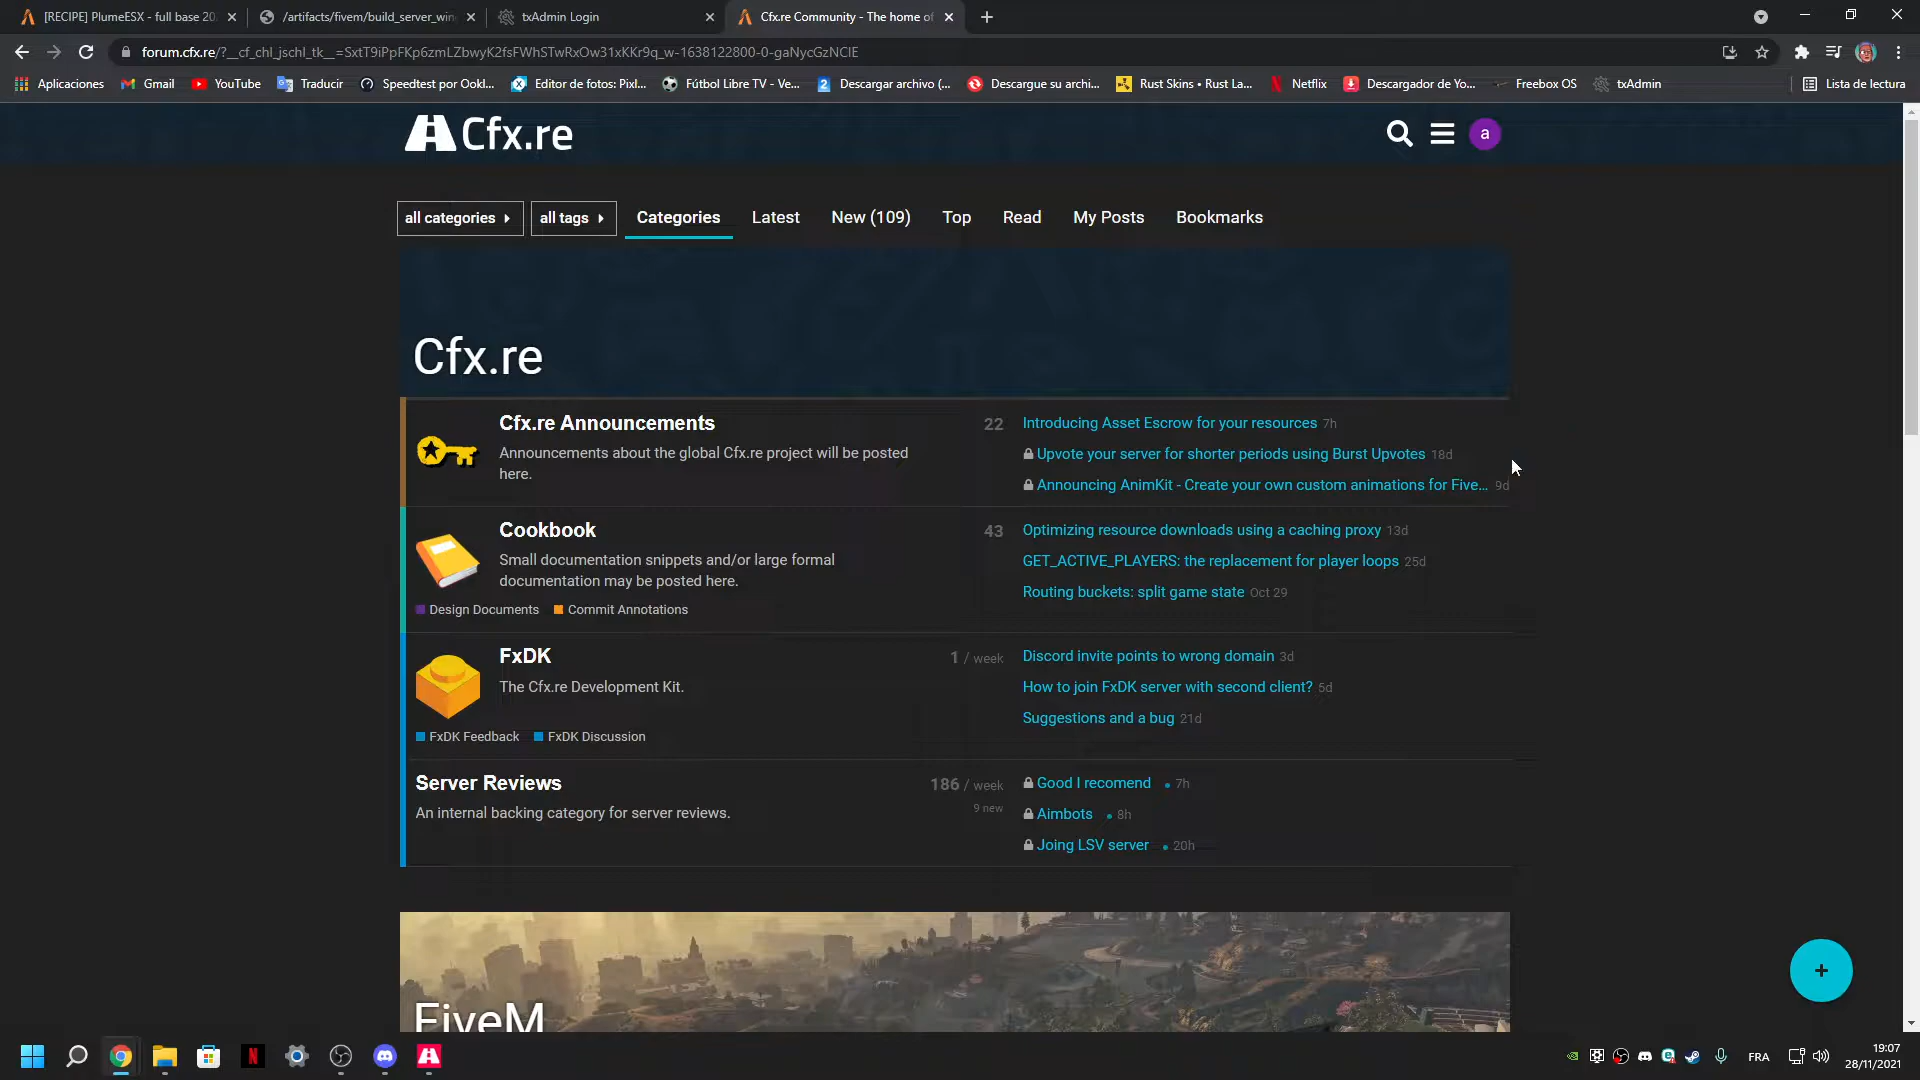 [RECIPE] PlumeESX - full base 20
/artifacts/fivem/build_server_win
txAdmin Login
Cfx.re Community - The home of
forum.cfx.re/?__cf_chl_jschl_tk__=SxtT9iPpFKp6zmLZbwyK2fsFWhSTwRxOw31xKKr9q_w-1638122800-0-gaNycGzNCIE
Aplicaciones
Gmail
YouTube
Traducir
Speedtest por Ookl...
Editor de fotos: Pixl...
Fútbol Libre TV - Ve...
Descargar archivo (...
Descargue su archi...
Rust Skins • Rust La...
Netflix
Descargador de Yo...
Freebox OS
txAdmin
Lista de lectura
Cfx.re
a
all categories
all tags
Categories
Latest
New (109)
Top
Read
My Posts
Bookmarks
Cfx.re
Cfx.re Announcements
Announcements about the global Cfx.re project will be posted
here.
22
Introducing Asset Escrow for your resources 7h
Upvote your server for shorter periods using Burst Upvotes 18d
Announcing AnimKit - Create your own custom animations for Five... 9d
Cookbook
Small documentation snippets and/or large formal
documentation may be posted here.
Design Documents Commit Annotations
43
Optimizing resource downloads using a caching proxy 13d
GET_ACTIVE_PLAYERS: the replacement for player loops 25d
Routing buckets: split game state Oct 29
FxDK
The Cfx.re Development Kit.
FxDK Feedback FxDK Discussion
1 / week
Discord invite points to wrong domain 3d
How to join FxDK server with second client? 5d
Suggestions and a bug 21d
Server Reviews
An internal backing category for server reviews.
186 / week
9 new
Good I recomend • 7h
Aimbots • 8h
Joing LSV server • 20h
FiveM
FRA
19:07
28/11/2021